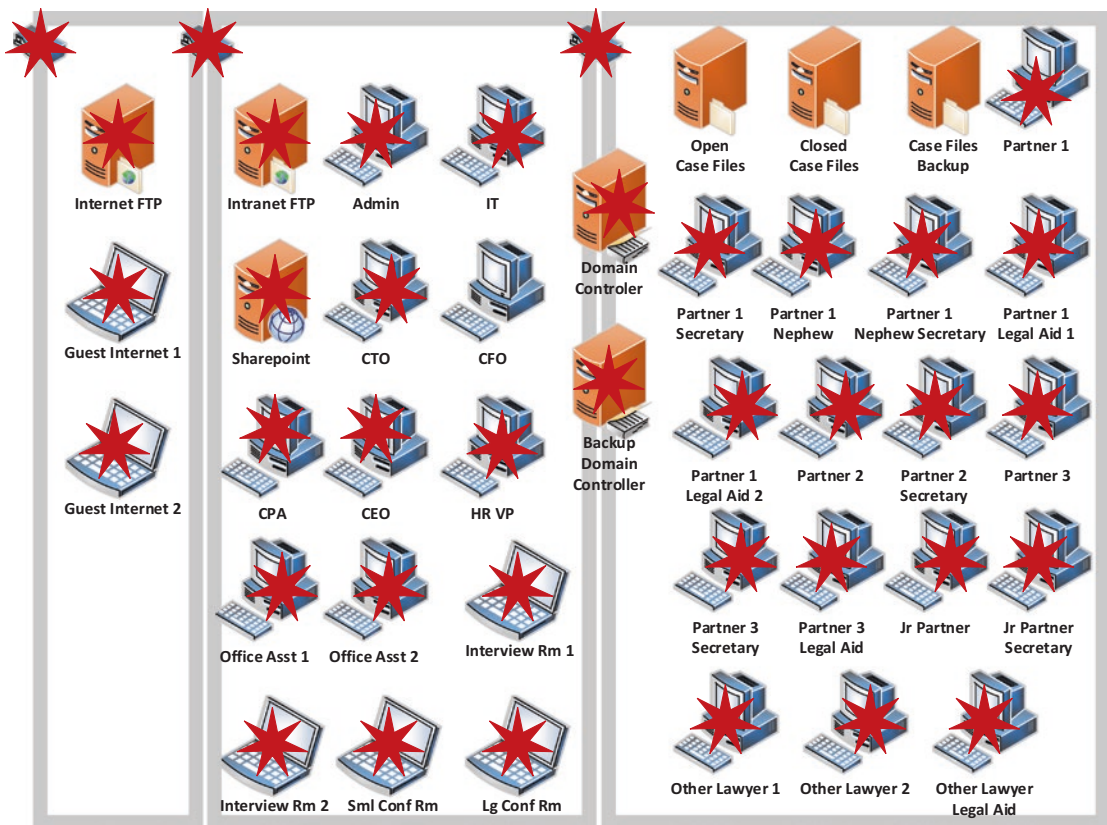 Internet FTP
Guest Internet 1
Guest Internet 2
Intranet FTP
Admin
IT
Sharepoint
CTO
CFO
CPA
CEO
HR VP
Office Asst 1
Office Asst 2
Interview Rm 1
Interview Rm 2
Sml Conf Rm
Lg Conf Rm
Domain
Controler
Backup
Domain
Controller
Open
Case Files
Closed
Case Files
Case Files
Backup
Partner 1
Partner 1
Secretary
Partner 1
Nephew
Partner 1
Nephew Secretary
Partner 1
Legal Aid 1
Partner 1
Legal Aid 2
Partner 2
Partner 2
Secretary
Partner 3
Partner 3
Secretary
Partner 3
Legal Aid
Jr Partner
Jr Partner
Secretary
Other Lawyer 1
Other Lawyer 2
Other Lawyer
Legal Aid